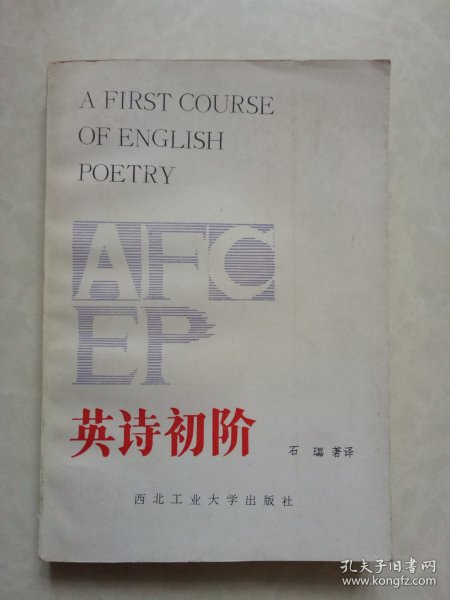 A FIRST COURSE
OF ENGLISH
POETRY
AFC
EP
英诗初阶
石 瑞 著译
西北工业大学出版社
孔夫子旧书网
www.kongfz.com